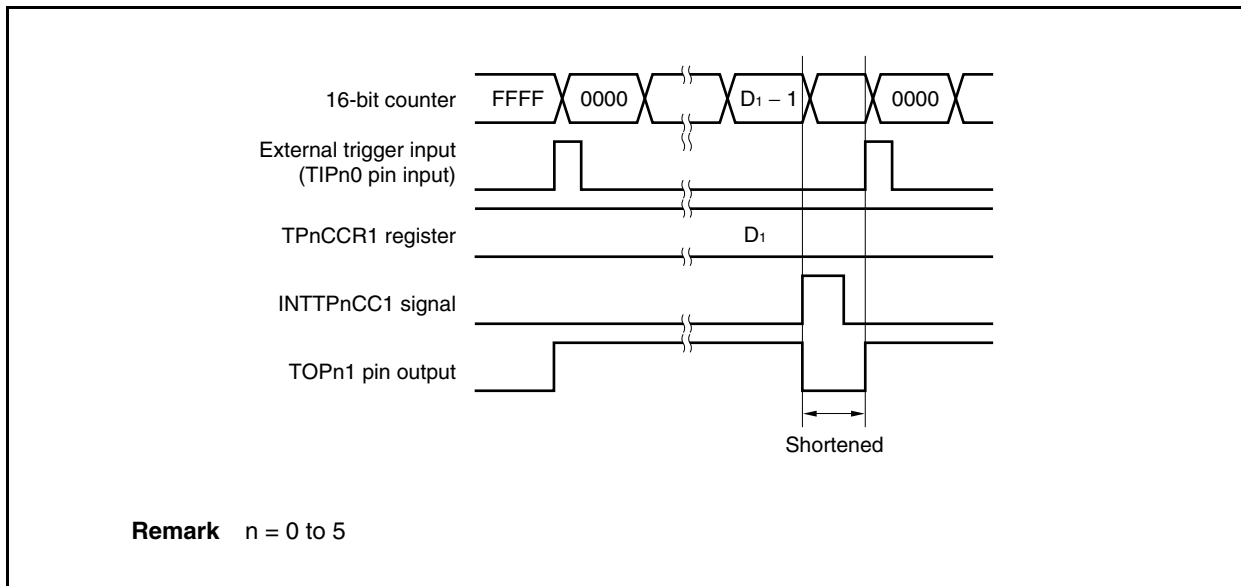 16-bit counter FFFF 0000 D₁ − 1 0000
External trigger input
(TIPn0 pin input)
TPnCCR1 register D₁
INTTPnCC1 signal
TOPn1 pin output
Shortened
Remark n = 0 to 5